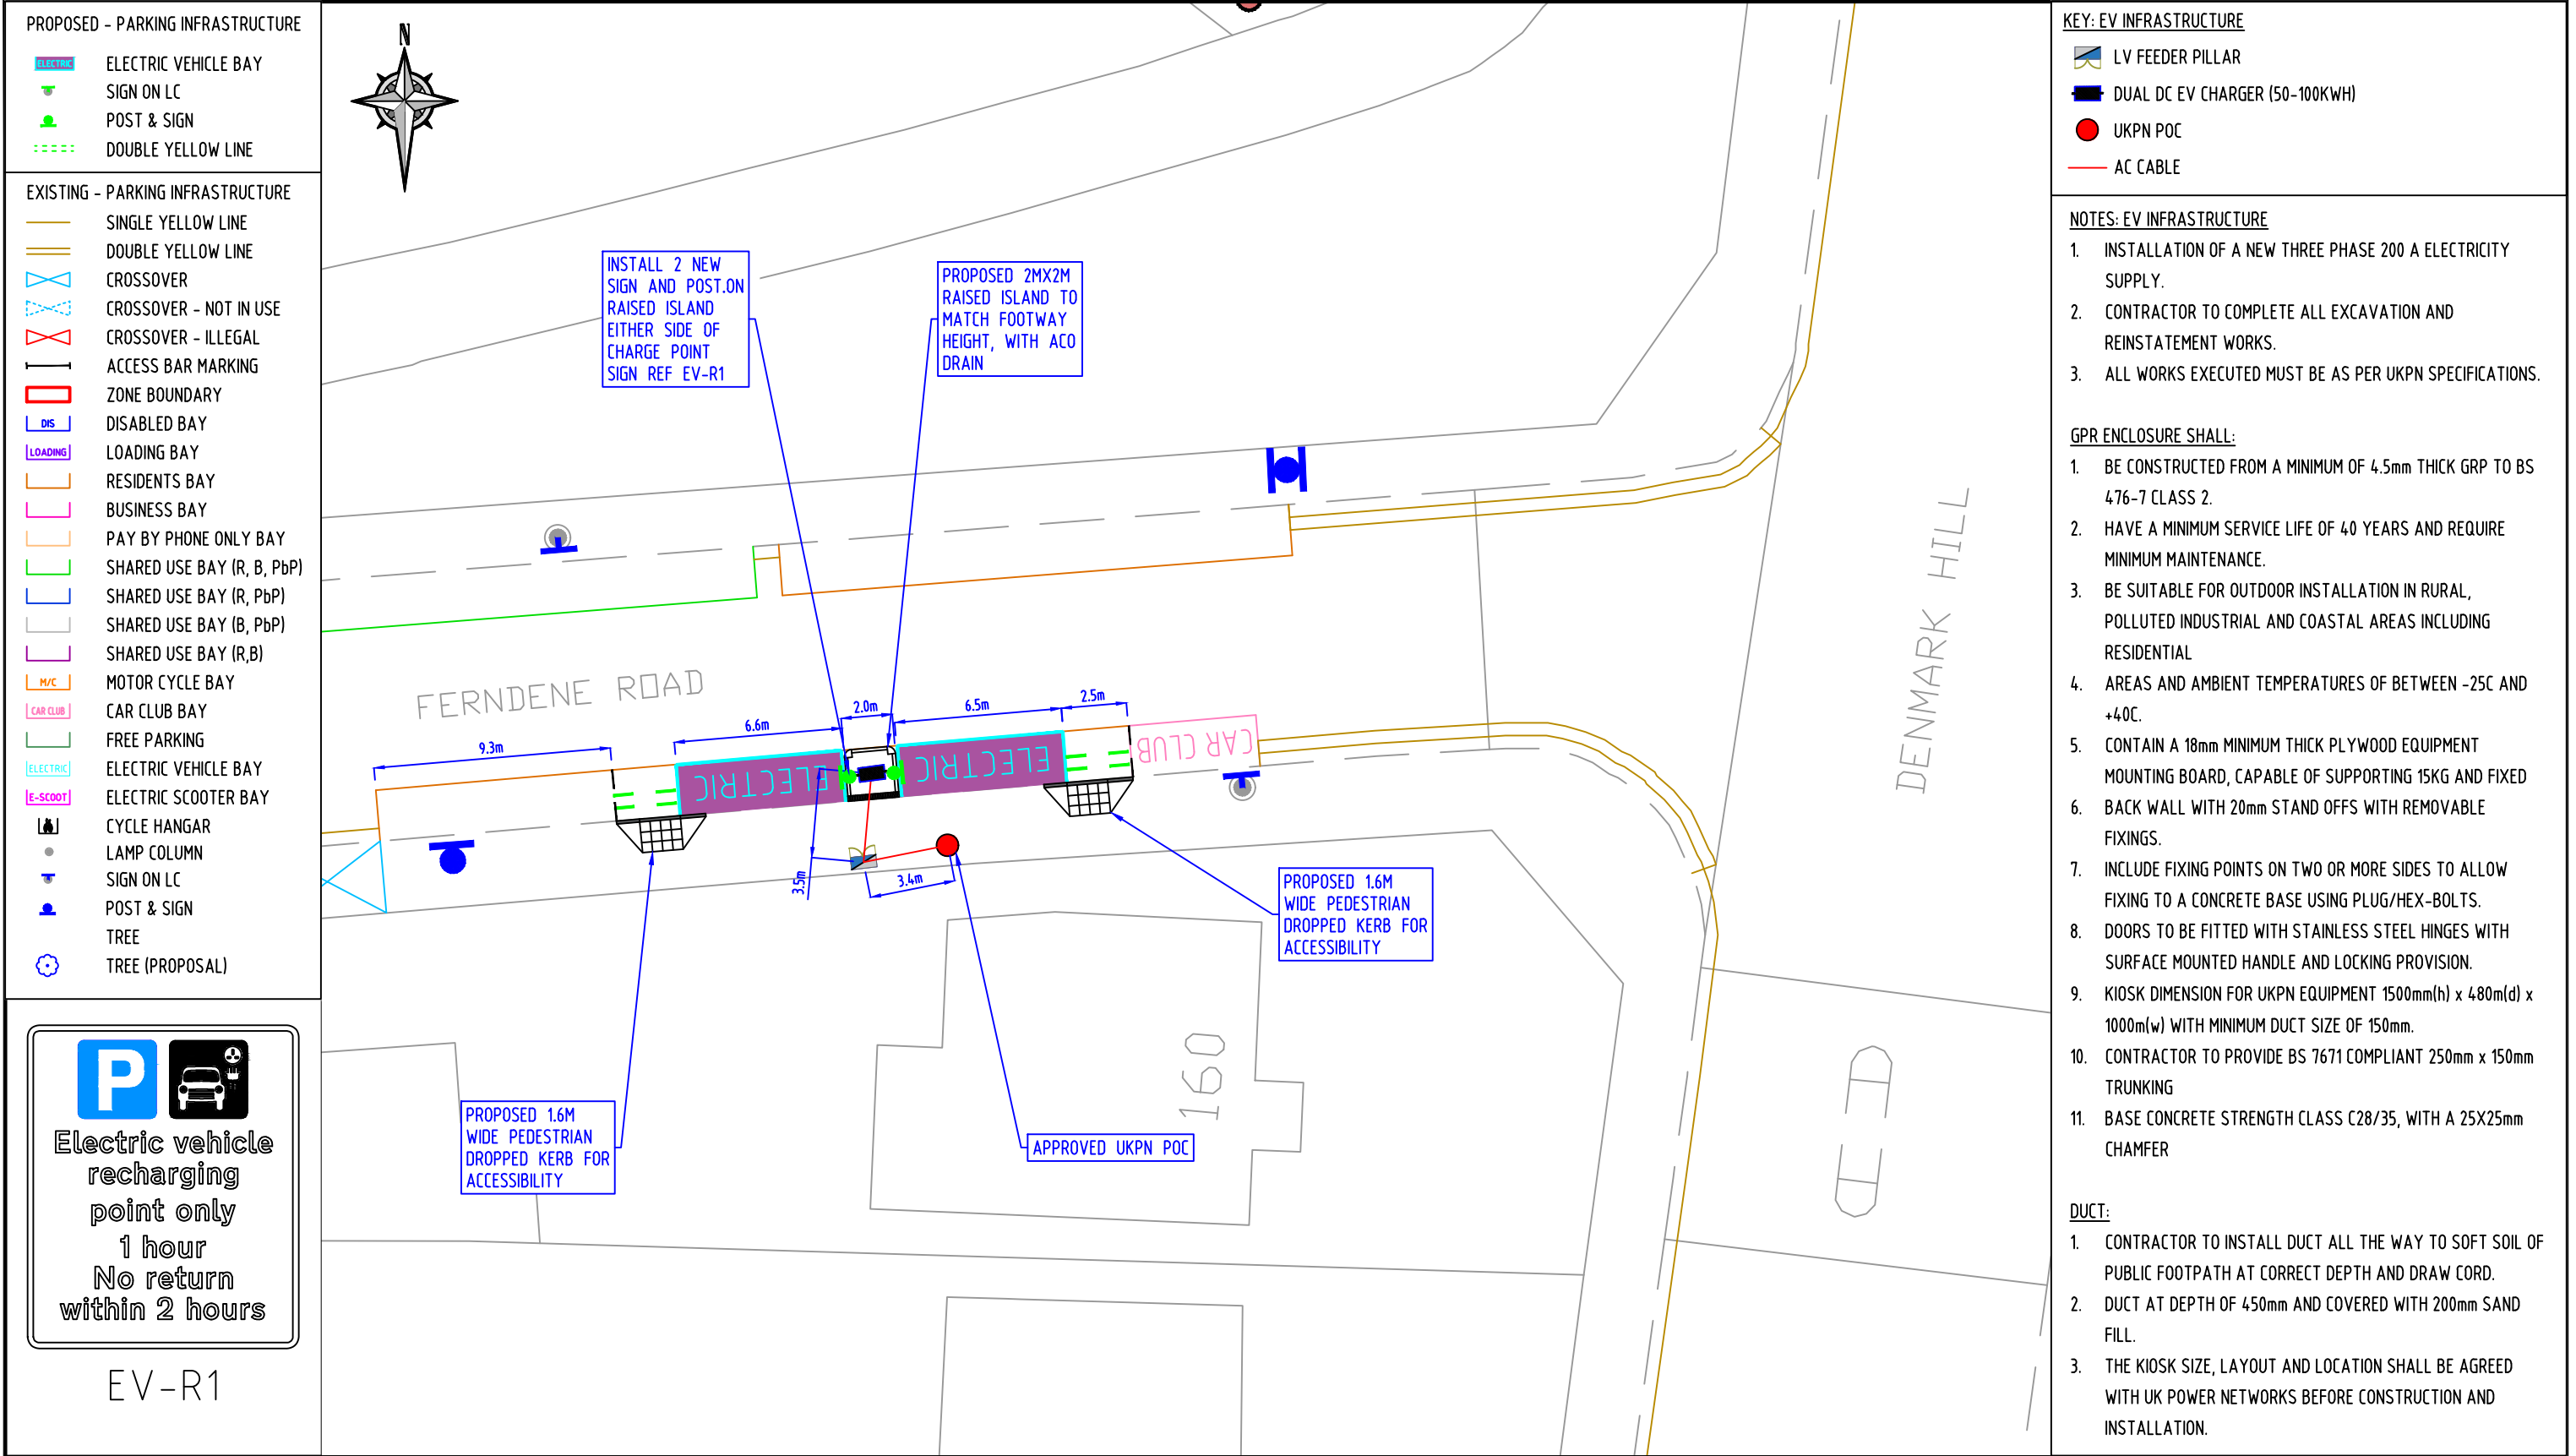 PROPOSED - PARKING INFRASTRUCTURE
ELECTRIC
ELECTRIC VEHICLE BAY
SIGN ON LC
POST & SIGN
DOUBLE YELLOW LINE
EXISTING - PARKING INFRASTRUCTURE
SINGLE YELLOW LINE
DOUBLE YELLOW LINE
CROSSOVER
CROSSOVER - NOT IN USE
CROSSOVER - ILLEGAL
ACCESS BAR MARKING
ZONE BOUNDARY
DIS
DISABLED BAY
LOADING
LOADING BAY
RESIDENTS BAY
BUSINESS BAY
PAY BY PHONE ONLY BAY
SHARED USE BAY (R, B, PbP)
SHARED USE BAY (R, PbP)
SHARED USE BAY (B, PbP)
SHARED USE BAY (R,B)
M/C
MOTOR CYCLE BAY
CAR CLUB
CAR CLUB BAY
FREE PARKING
ELECTRIC
ELECTRIC VEHICLE BAY
E-SCOOT
ELECTRIC SCOOTER BAY
CYCLE HANGAR
LAMP COLUMN
SIGN ON LC
POST & SIGN
TREE
TREE (PROPOSAL)
P
Electric vehicle
recharging
point only
1 hour
No return
within 2 hours
EV-R1
N
INSTALL 2 NEW
SIGN AND POST.ON
RAISED ISLAND
EITHER SIDE OF
CHARGE POINT
SIGN REF EV-R1
PROPOSED 2MX2M
RAISED ISLAND TO
MATCH FOOTWAY
HEIGHT, WITH ACO
DRAIN
FERNDENE ROAD
DENMARK HILL
9.3m
6.6m
2.0m
6.5m
2.5m
ELECTRIC
ELECTRIC
CAR CLUB
3.5m
3.4m
PROPOSED 1.6M
WIDE PEDESTRIAN
DROPPED KERB FOR
ACCESSIBILITY
160
PROPOSED 1.6M
WIDE PEDESTRIAN
DROPPED KERB FOR
ACCESSIBILITY
APPROVED UKPN POC
KEY: EV INFRASTRUCTURE
LV FEEDER PILLAR
DUAL DC EV CHARGER (50-100KWH)
UKPN POC
AC CABLE
NOTES: EV INFRASTRUCTURE
1. INSTALLATION OF A NEW THREE PHASE 200 A ELECTRICITY
SUPPLY.
2. CONTRACTOR TO COMPLETE ALL EXCAVATION AND
REINSTATEMENT WORKS.
3. ALL WORKS EXECUTED MUST BE AS PER UKPN SPECIFICATIONS.
GPR ENCLOSURE SHALL:
1. BE CONSTRUCTED FROM A MINIMUM OF 4.5mm THICK GRP TO BS
476-7 CLASS 2.
2. HAVE A MINIMUM SERVICE LIFE OF 40 YEARS AND REQUIRE
MINIMUM MAINTENANCE.
3. BE SUITABLE FOR OUTDOOR INSTALLATION IN RURAL,
POLLUTED INDUSTRIAL AND COASTAL AREAS INCLUDING
RESIDENTIAL
4. AREAS AND AMBIENT TEMPERATURES OF BETWEEN -25C AND
+40C.
5. CONTAIN A 18mm MINIMUM THICK PLYWOOD EQUIPMENT
MOUNTING BOARD, CAPABLE OF SUPPORTING 15KG AND FIXED
6. BACK WALL WITH 20mm STAND OFFS WITH REMOVABLE
FIXINGS.
7. INCLUDE FIXING POINTS ON TWO OR MORE SIDES TO ALLOW
FIXING TO A CONCRETE BASE USING PLUG/HEX-BOLTS.
8. DOORS TO BE FITTED WITH STAINLESS STEEL HINGES WITH
SURFACE MOUNTED HANDLE AND LOCKING PROVISION.
9. KIOSK DIMENSION FOR UKPN EQUIPMENT 1500mm(h) x 480m(d) x
1000m(w) WITH MINIMUM DUCT SIZE OF 150mm.
10. CONTRACTOR TO PROVIDE BS 7671 COMPLIANT 250mm x 150mm
TRUNKING
11. BASE CONCRETE STRENGTH CLASS C28/35, WITH A 25X25mm
CHAMFER
DUCT:
1. CONTRACTOR TO INSTALL DUCT ALL THE WAY TO SOFT SOIL OF
PUBLIC FOOTPATH AT CORRECT DEPTH AND DRAW CORD.
2. DUCT AT DEPTH OF 450mm AND COVERED WITH 200mm SAND
FILL.
3. THE KIOSK SIZE, LAYOUT AND LOCATION SHALL BE AGREED
WITH UK POWER NETWORKS BEFORE CONSTRUCTION AND
INSTALLATION.